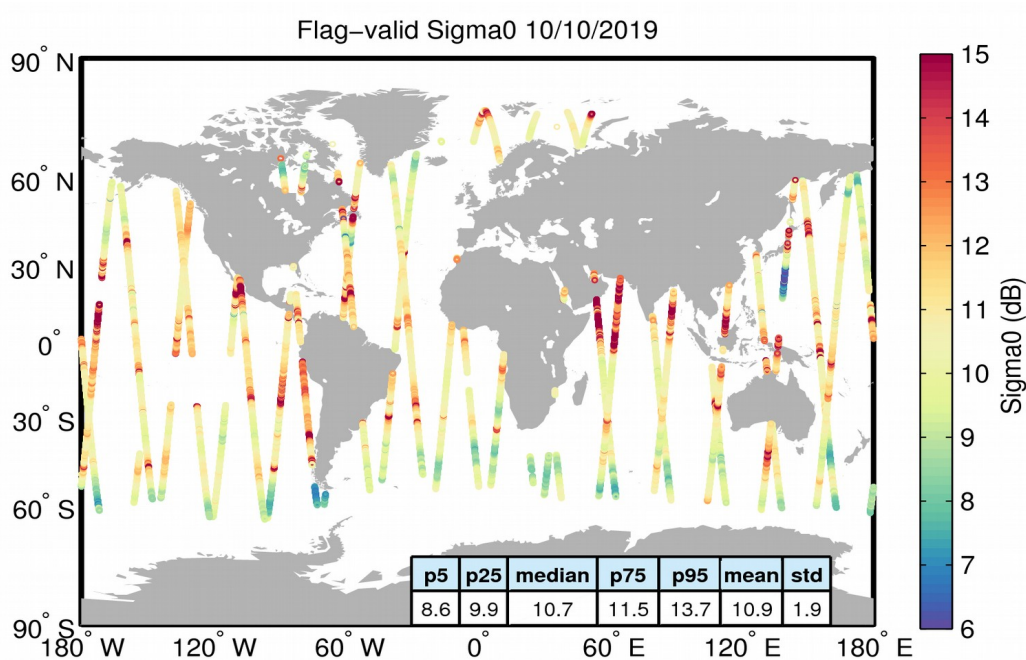 Flag-valid Sigma0 10/10/2019
90° N
60° N
30° N
0°
30° S
60° S
90° S
180° W 120° W 60° W 0° 60° E 120° E 180° E
p5 p25 median p75 p95 mean std
8.6 9.9 10.7 11.5 13.7 10.9 1.9
15
14
13
12
11
10
9
8
7
6
Sigma0 (dB)